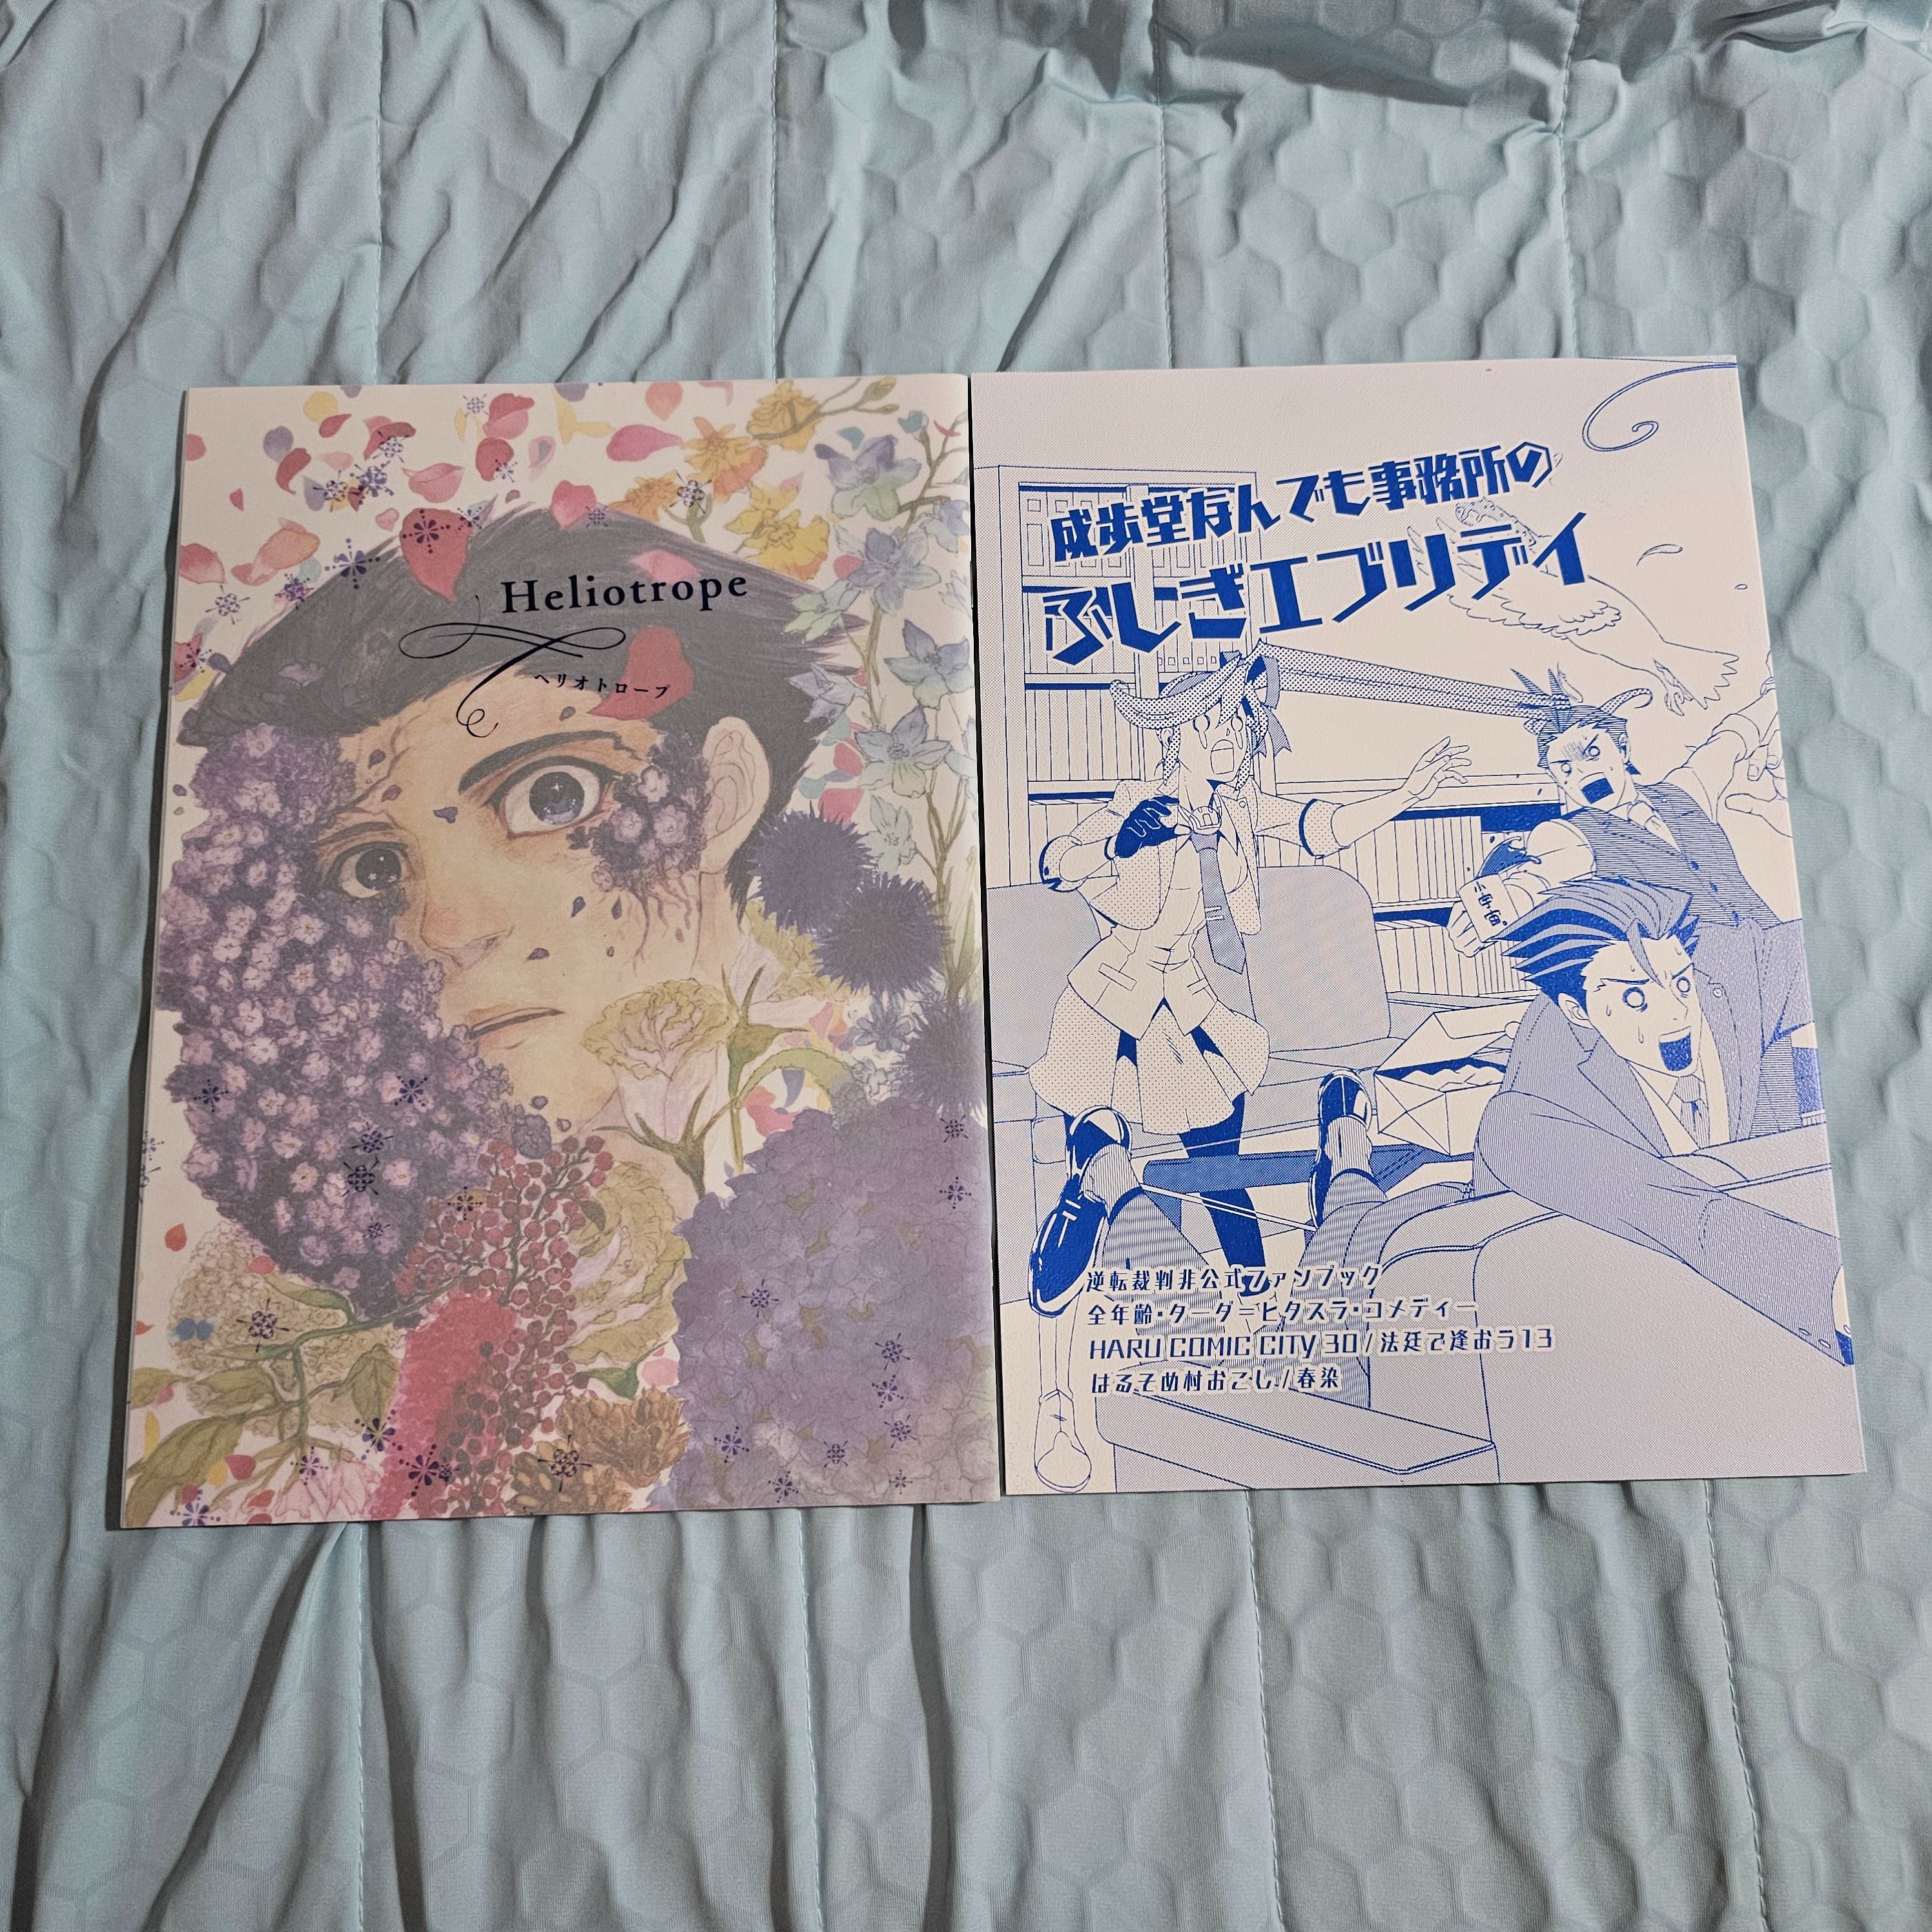 Heliotrope
ヘリオトロープ
成歩堂なんでも事務所の
ふしぎエブリデイ
逆転裁判非公式ファンブック
全年齢・ターダ=ヒタスラ・コメディー
HARU COMIC CITY 30/法廷で逢おう13
はるそめ村おこし/春染